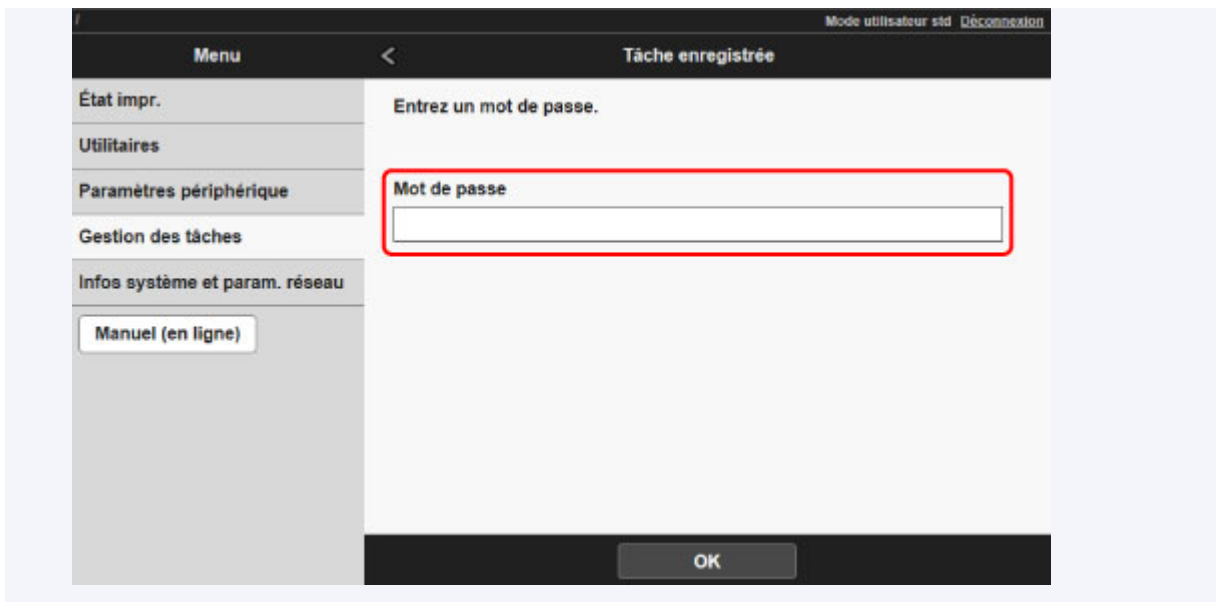 /
Mode utilisateur std Déconnexion
Menu
< Tâche enregistrée
État impr.
Utilitaires
Paramètres périphérique
Gestion des tâches
Infos système et param. réseau
Manuel (en ligne)
Entrez un mot de passe.
Mot de passe
OK